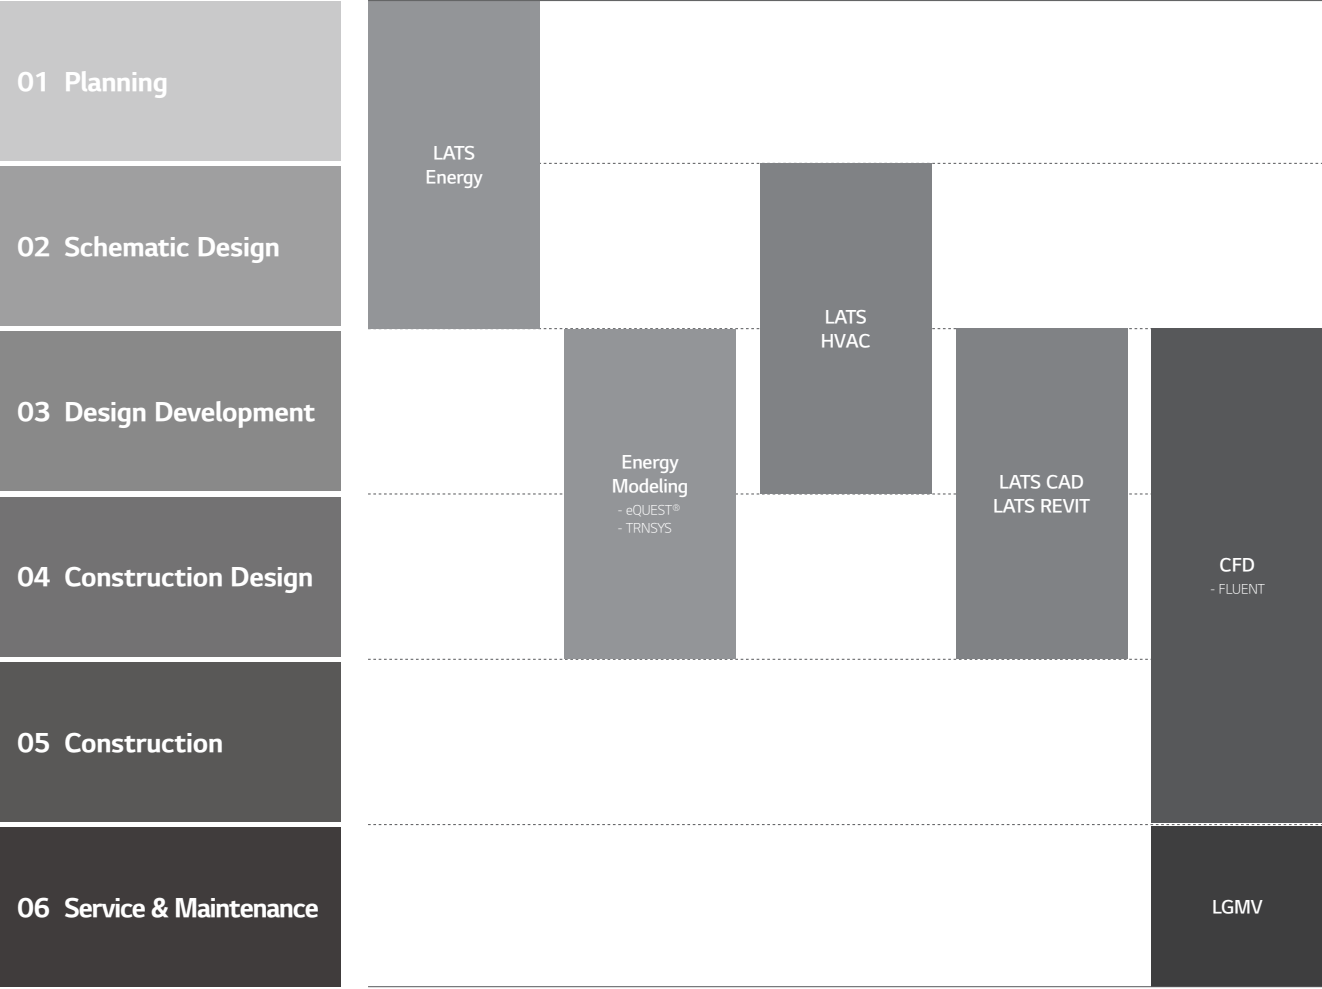 01 Planning
02 Schematic Design
03 Design Development
04 Construction Design
05 Construction
06 Service & Maintenance
LATS
Energy
Energy
Modeling
- eQUEST®
- TRNSYS
LATS
HVAC
LATS CAD
LATS REVIT
CFD
- FLUENT
LGMV